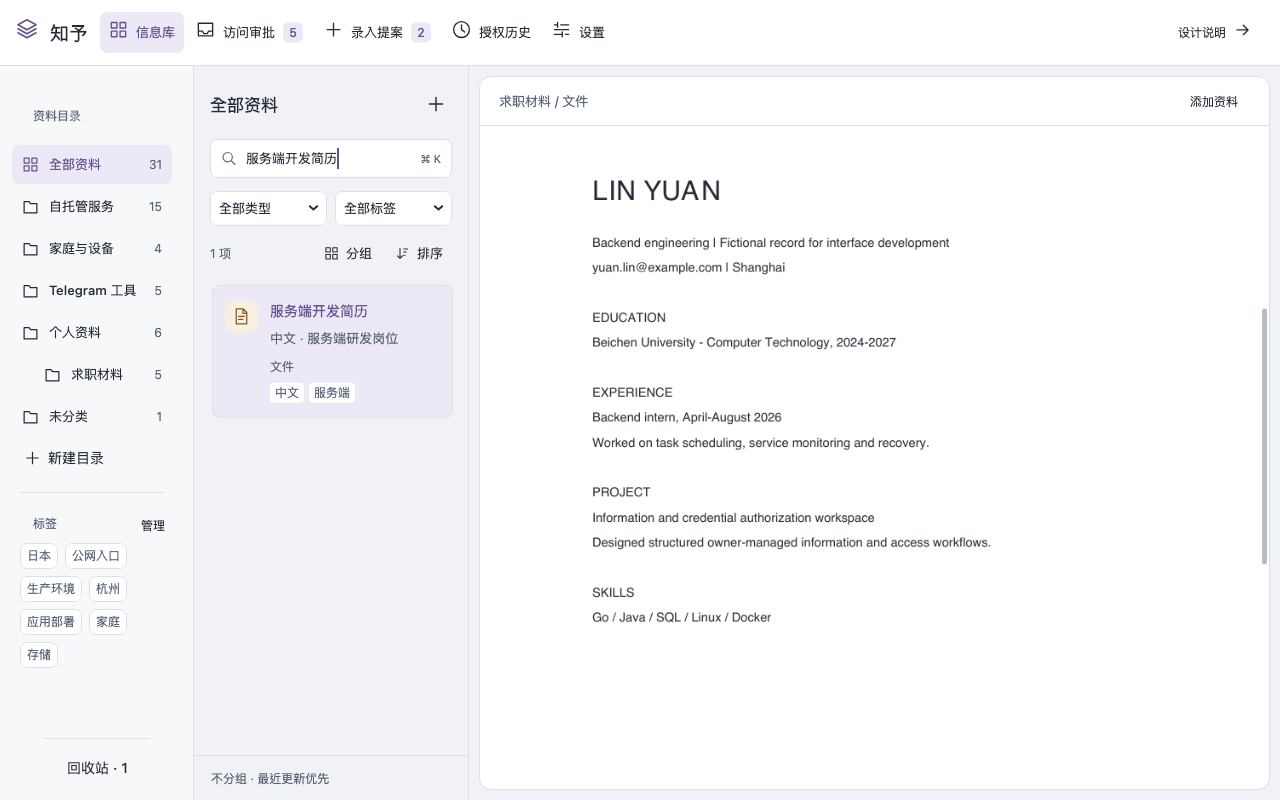 知予
信息库
访问审批 5
录入提案 2
授权历史
设置
设计说明
资料目录
全部资料 31
自托管服务 15
家庭与设备 4
Telegram 工具 5
个人资料 6
求职材料 5
未分类 1
新建目录
标签 管理
日本 公网入口
生产环境 杭州
应用部署 家庭
存储
回收站 · 1
全部资料
服务端开发简历 ⌘ K
全部类型 全部标签
1 项 分组 排序
服务端开发简历
中文 · 服务端研发岗位
文件
中文 服务端
不分组 · 最近更新优先
求职材料 / 文件 添加资料
LIN YUAN
Backend engineering | Fictional record for interface development
yuan.lin@example.com | Shanghai
EDUCATION
Beichen University - Computer Technology, 2024-2027
EXPERIENCE
Backend intern, April-August 2026
Worked on task scheduling, service monitoring and recovery.
PROJECT
Information and credential authorization workspace
Designed structured owner-managed information and access workflows.
SKILLS
Go / Java / SQL / Linux / Docker